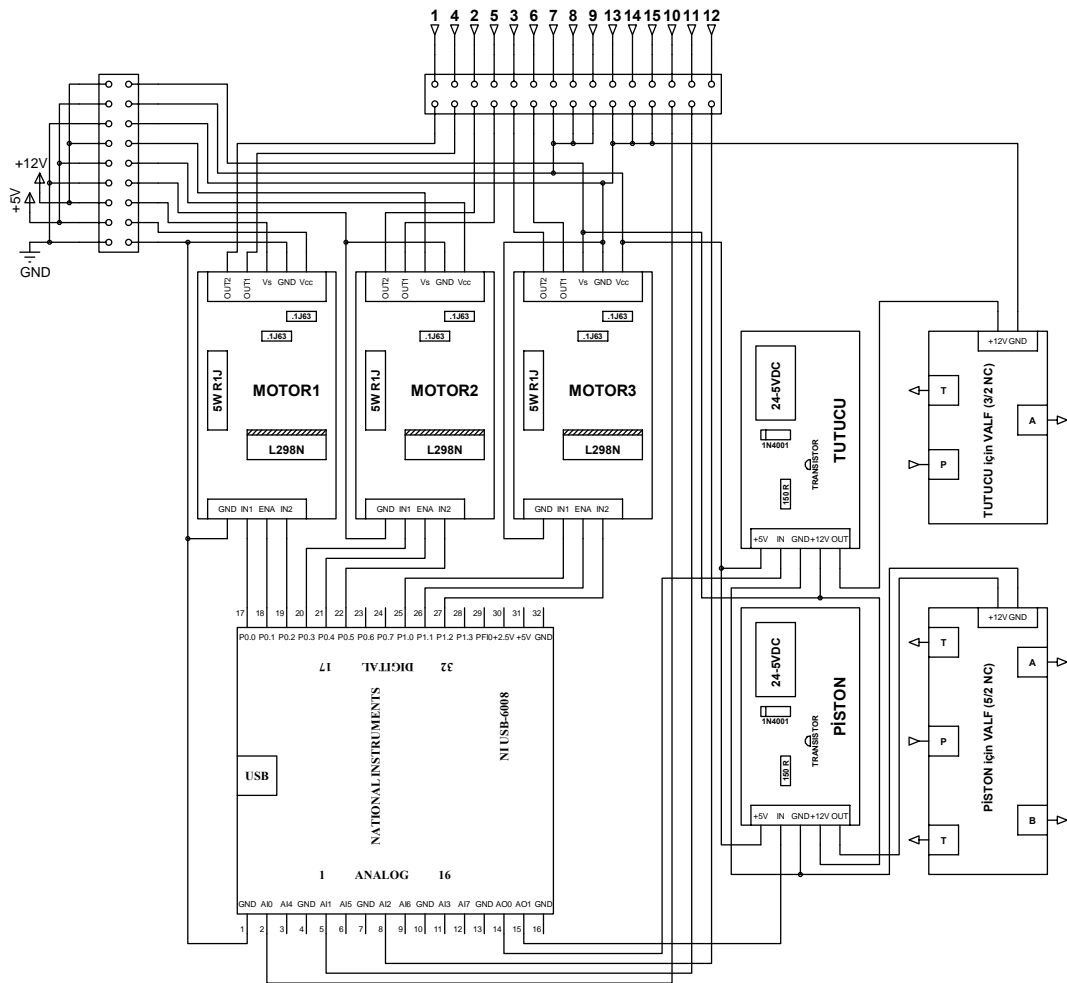 1 4 2 5 3 6 7 8 9 13 14 15 10 11 12
+12V
+5V
GND
OUT2 OUT1 Vs GND Vcc
.1J63
.1J63
5W R1J
MOTOR1
L298N
GND IN1 ENA IN2
OUT2 OUT1 Vs GND Vcc
.1J63
.1J63
5W R1J
MOTOR2
L298N
GND IN1 ENA IN2
OUT2 OUT1 Vs GND Vcc
.1J63
.1J63
5W R1J
MOTOR3
L298N
GND IN1 ENA IN2
24-5VDC
1N4001
TRANSISTOR
150 R
TUTUCU
+5V IN GND +12V OUT
+12V GND
T
A
P
TUTUCU için VALF (3/2 NC)
24-5VDC
1N4001
TRANSISTOR
150 R
PİSTON
+5V IN GND +12V OUT
+12V GND
T
A
P
B
T
PİSTON için VALF (5/2 NC)
17 18 19 20 21 22 23 24 25 26 27 28 29 30 31 32
P0.0 P0.1 P0.2 P0.3 P0.4 P0.5 P0.6 P0.7 P1.0 P1.1 P1.2 P1.3 PFI0 +2.5V +5V GND
17 DIGITAL 32
NATIONAL INSTRUMENTS
NI USB-6008
USB
1 ANALOG 16
GND AI0 AI4 GND AI1 AI5 GND AI2 AI6 GND AI3 AI7 GND AO0 AO1 GND
1 2 3 4 5 6 7 8 9 10 11 12 13 14 15 16